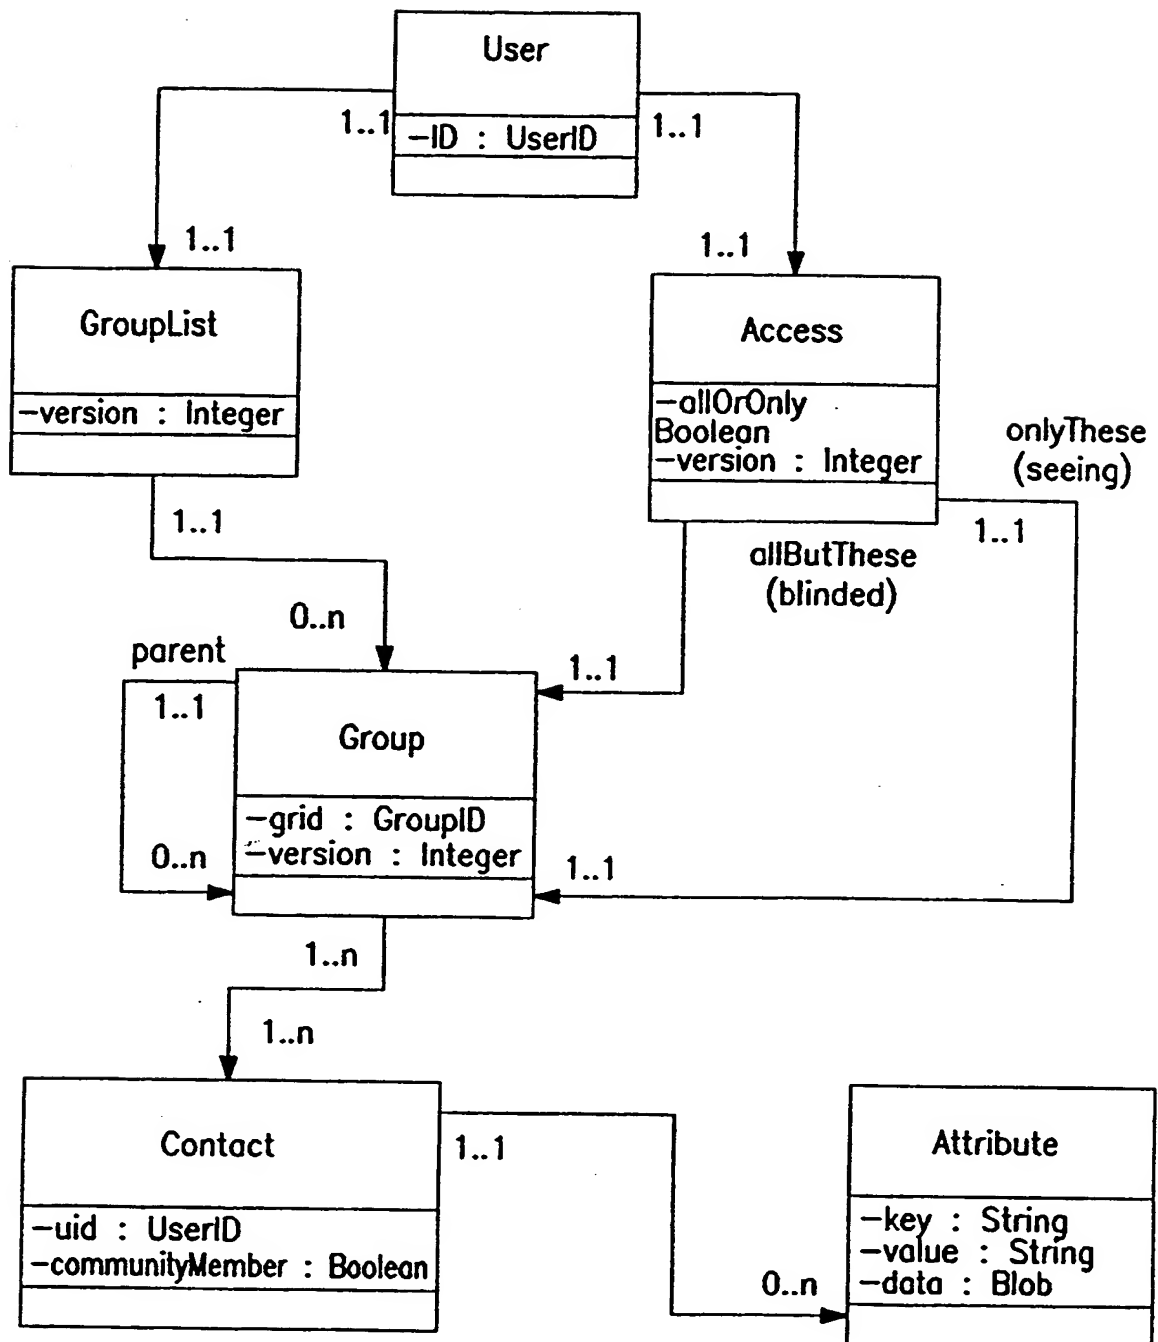 User
1..1
-ID : UserID
1..1
1..1
1..1
GroupList
-version : Integer
Access
-allOrOnly
Boolean
-version : Integer
onlyThese
(seeing)
1..1
1..1
allButThese
(blinded)
0..n
parent
1..1
1..1
Group
-grid : GroupID
-version : Integer
0..n
1..1
1..n
1..n
Contact
-uid : UserID
-communityMember : Boolean
1..1
Attribute
-key : String
-value : String
-data : Blob
0..n